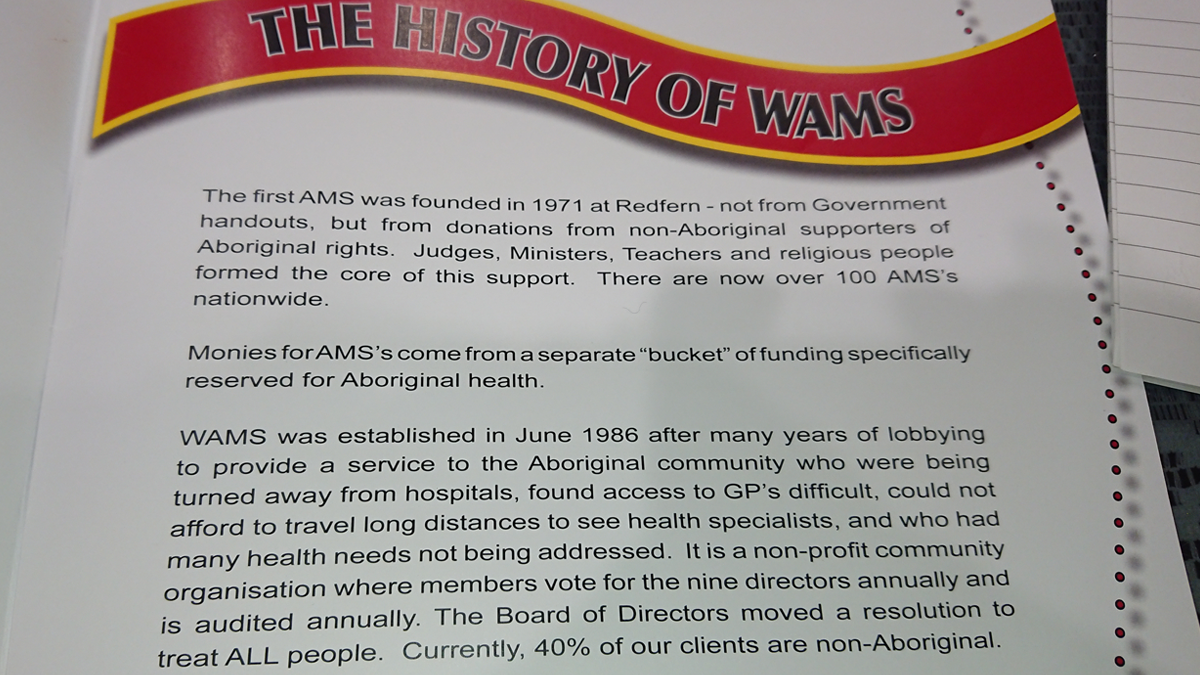 THE HISTORY OF WAMS
The first AMS was founded in 1971 at Redfern - not from Government
handouts, but from donations from non-Aboriginal supporters of
Aboriginal rights. Judges, Ministers, Teachers and religious people
formed the core of this support. There are now over 100 AMS's
nationwide.
Monies for AMS's come from a separate “bucket” of funding specifically
reserved for Aboriginal health.
WAMS was established in June 1986 after many years of lobbying
to provide a service to the Aboriginal community who were being
turned away from hospitals, found access to GP's difficult, could not
afford to travel long distances to see health specialists, and who had
many health needs not being addressed. It is a non-profit community
organisation where members vote for the nine directors annually and
is audited annually. The Board of Directors moved a resolution to
treat ALL people. Currently, 40% of our clients are non-Aboriginal.